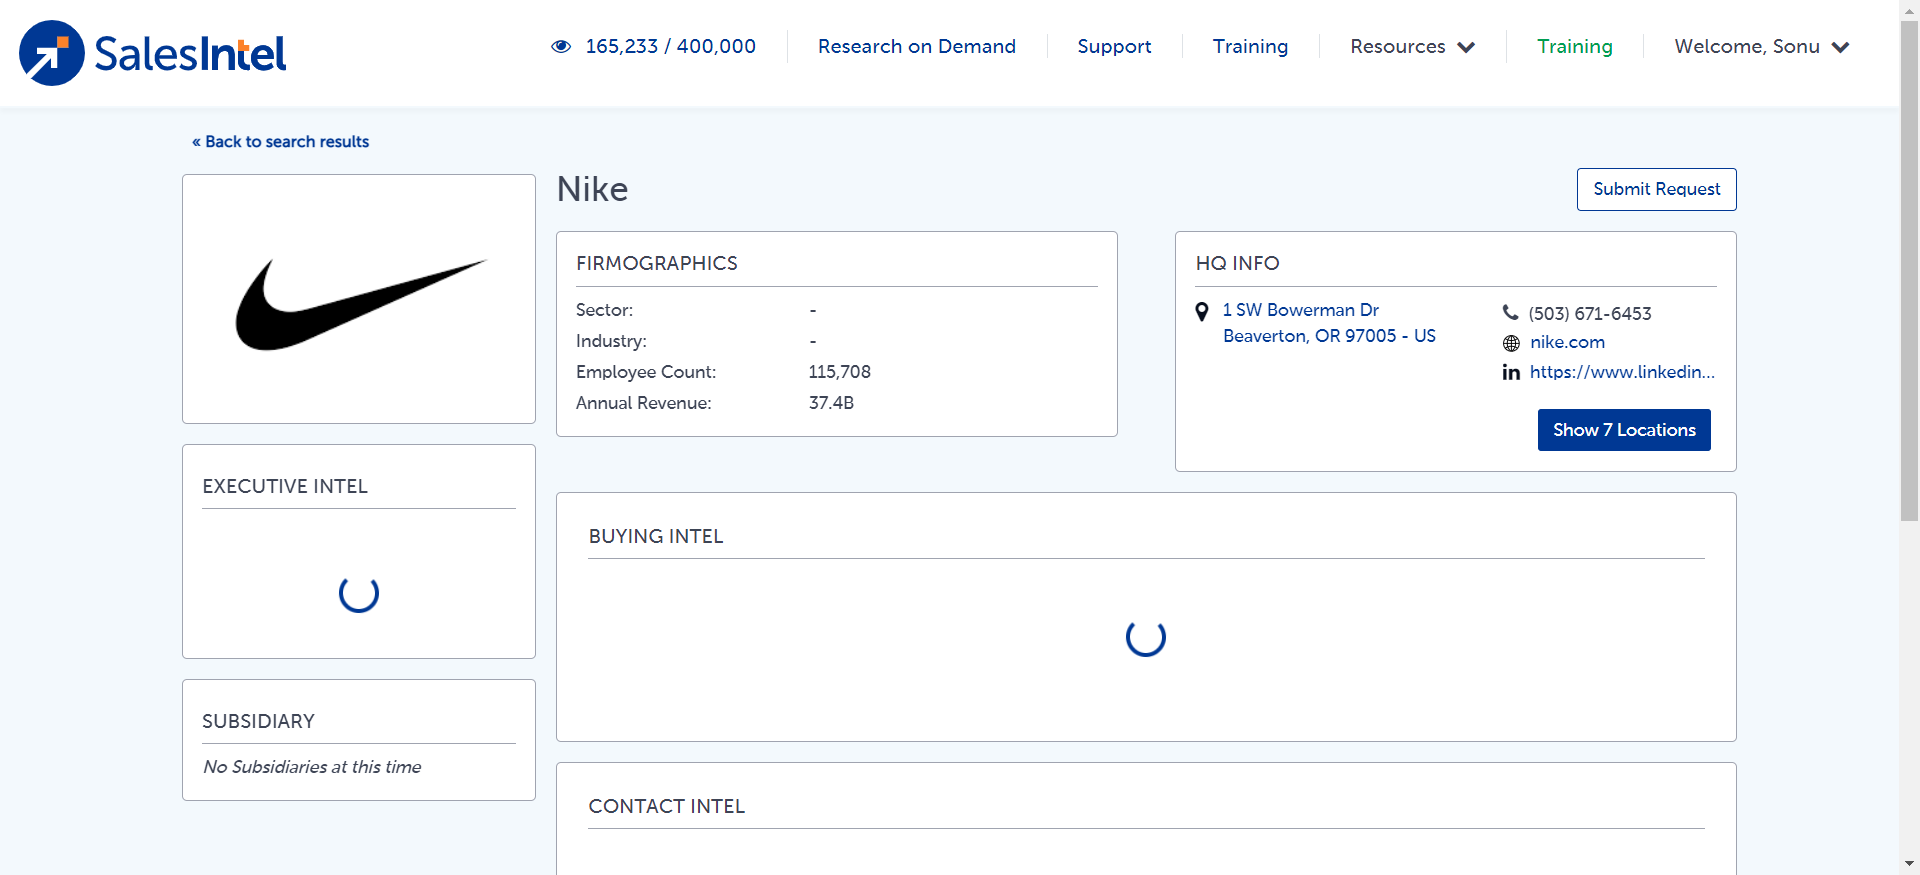 SalesIntel
165,233 / 400,000
Research on Demand
Support
Training
Resources
Training
Welcome, Sonu
« Back to search results
Nike
Submit Request
FIRMOGRAPHICS
Sector: -
Industry: -
Employee Count: 115,708
Annual Revenue: 37.4B
HQ INFO
1 SW Bowerman Dr
Beaverton, OR 97005 - US
(503) 671-6453
nike.com
in https://www.linkedin...
Show 7 Locations
EXECUTIVE INTEL
BUYING INTEL
SUBSIDIARY
No Subsidiaries at this time
CONTACT INTEL